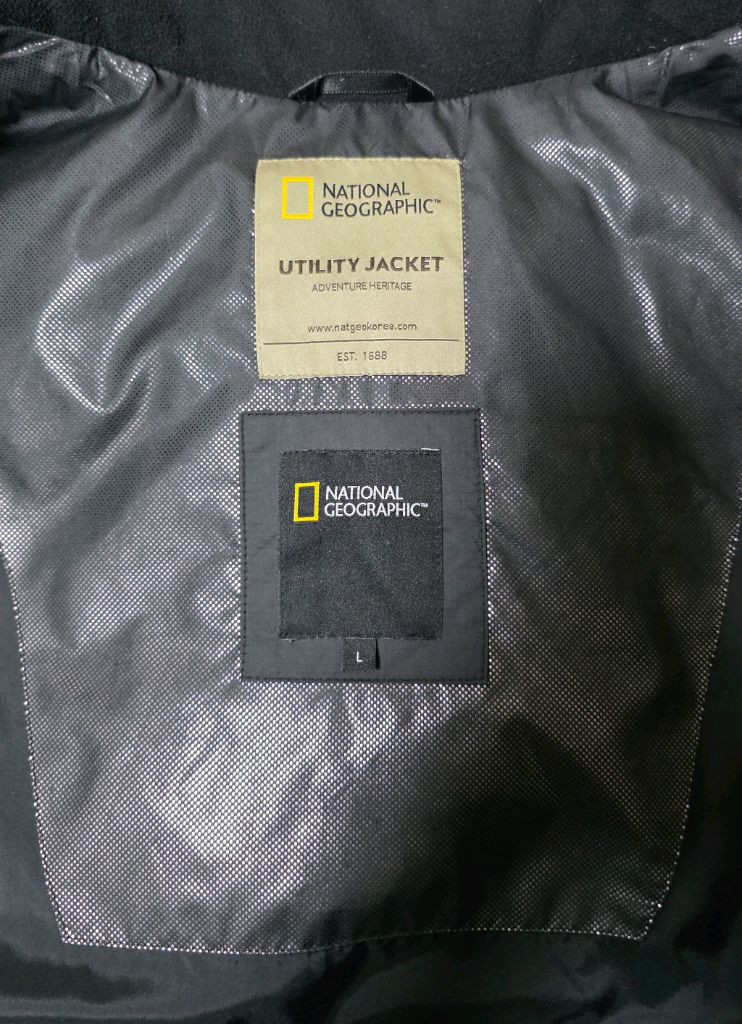 NATIONAL
GEOGRAPHIC™
UTILITY JACKET
ADVENTURE HERITAGE
www.natgeokorea.com
EST. 1888
NATIONAL
GEOGRAPHIC™
L